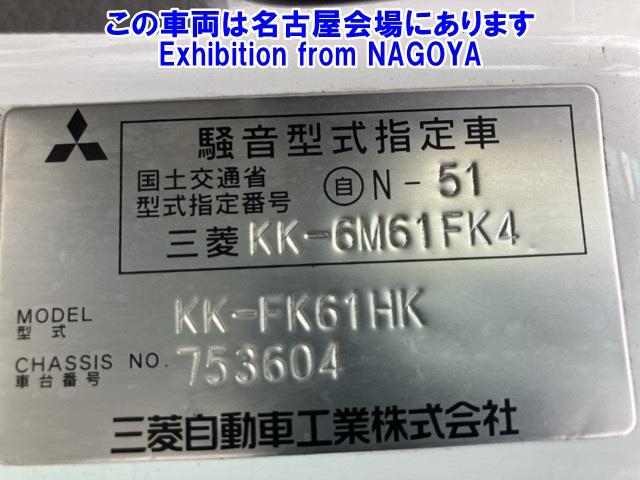 この車両は名古屋会場にあります
Exhibition from NAGOYA
騒音型式指定車
国土交通省
型式指定番号 自 N-51
三菱 KK-6M61FK4
MODEL
型式 KK-FK61HK
CHASSIS NO.
車台番号 753604
三菱自動車工業株式会社